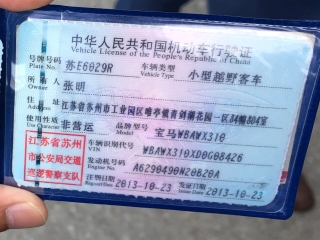 中华人民共和国机动车行驶证
Vehicle License of the People's Republic of China
号牌号码 苏E6029R 车辆类型 小型越野客车
Plate No. Vehicle Type
所有人 张明
Owner
住址 江苏省苏州市工业园区唯亭镇青剑湖花园一区34幢804室
Address
使用性质 非营运 品牌型号 宝马WBAWX310
Use Character Model
江苏省苏州市公安局交通巡逻警察支队
车辆识别代号 WBAWX310XD0G08426
VIN
发动机号码 A6290490N20B20A
Engine No.
注册日期 2013-10-23 发证日期 2013-10-23
Register Date Issue Date